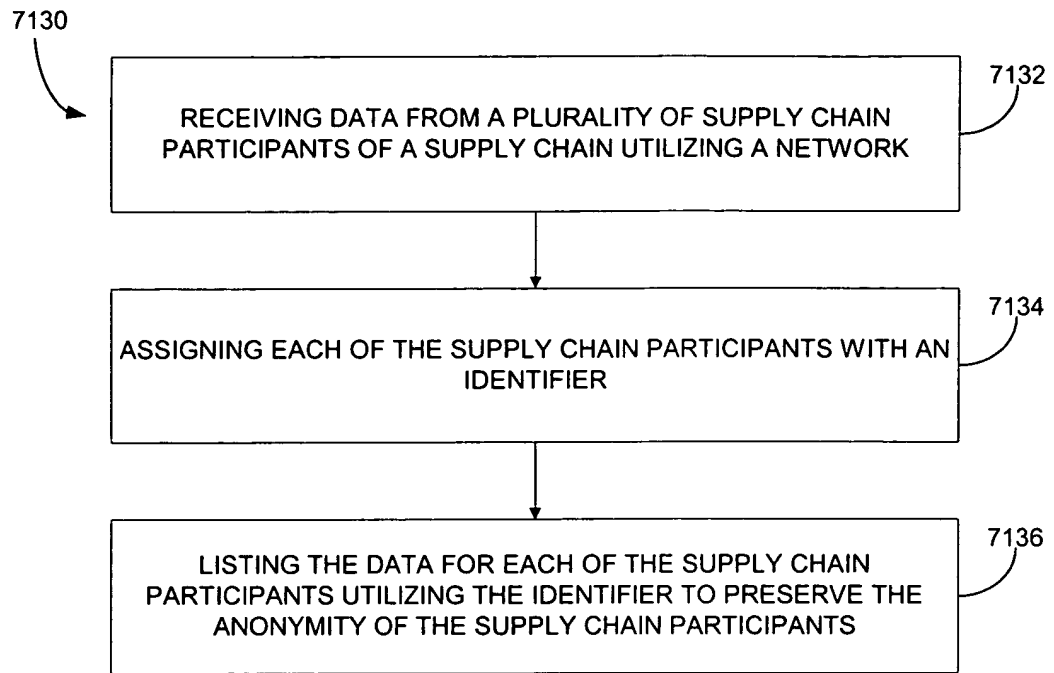 7130
7132
RECEIVING DATA FROM A PLURALITY OF SUPPLY CHAIN
PARTICIPANTS OF A SUPPLY CHAIN UTILIZING A NETWORK
7134
ASSIGNING EACH OF THE SUPPLY CHAIN PARTICIPANTS WITH AN
IDENTIFIER
7136
LISTING THE DATA FOR EACH OF THE SUPPLY CHAIN
PARTICIPANTS UTILIZING THE IDENTIFIER TO PRESERVE THE
ANONYMITY OF THE SUPPLY CHAIN PARTICIPANTS